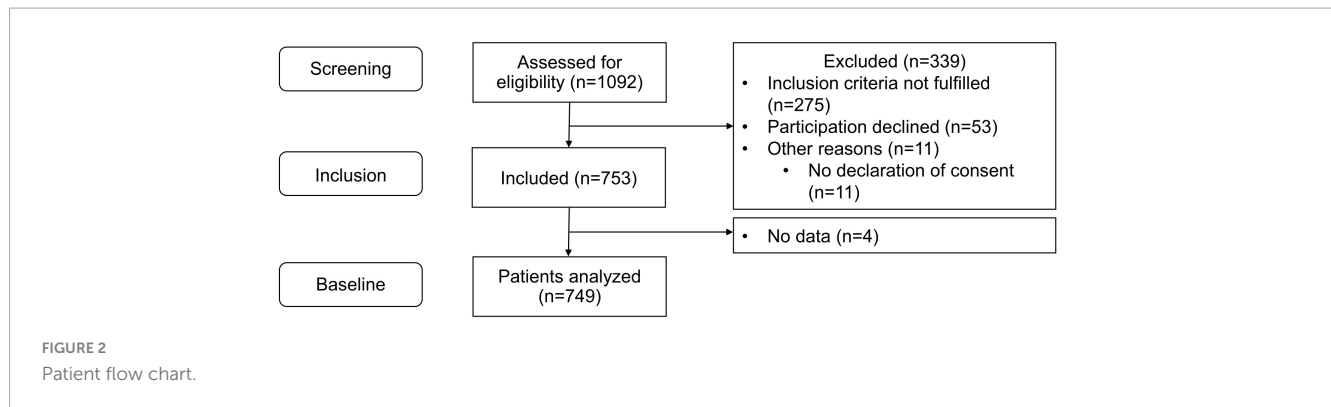 Screening
Assessed for
eligibility (n=1092)
Excluded (n=339)
• Inclusion criteria not fulfilled
(n=275)
• Participation declined (n=53)
• Other reasons (n=11)
• No declaration of consent
(n=11)
Inclusion
Included (n=753)
• No data (n=4)
Baseline
Patients analyzed
(n=749)
FIGURE 2
Patient flow chart.